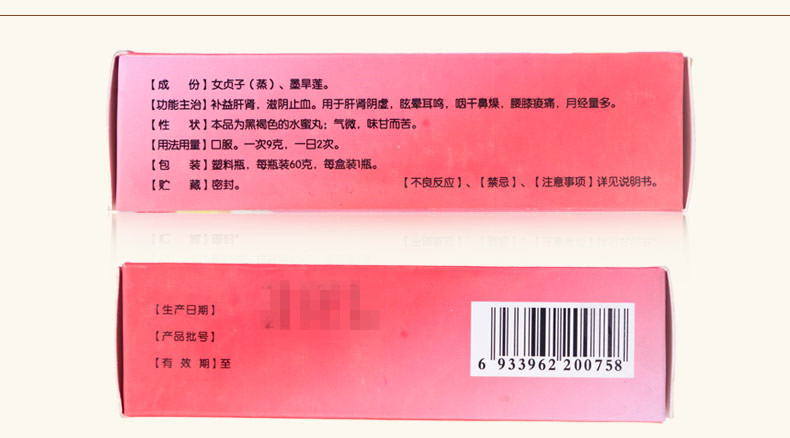 【成　份】女贞子（蒸）、墨旱莲。
【功能主治】补益肝肾，滋阴止血。用于肝肾阴虚，眩晕耳鸣，咽干鼻燥，腰膝痠痛，月经量多。
【性　状】本品为黑褐色的水蜜丸；气微，味甘而苦。
【用法用量】口服。一次9克，一日2次。
【包　装】塑料瓶，每瓶装60克，每盒装1瓶。
【贮　藏】密封。
【不良反应】、【禁忌】、【注意事项】详见说明书。
【生产日期】
【产品批号】
【有 效 期】至
6 933962 200758